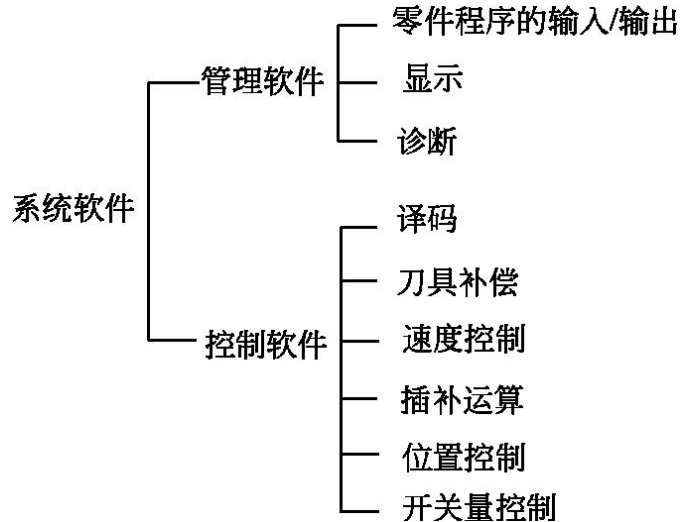 系统软件
管理软件
零件程序的输入/输出
显示
诊断
控制软件
译码
刀具补偿
速度控制
插补运算
位置控制
开关量控制